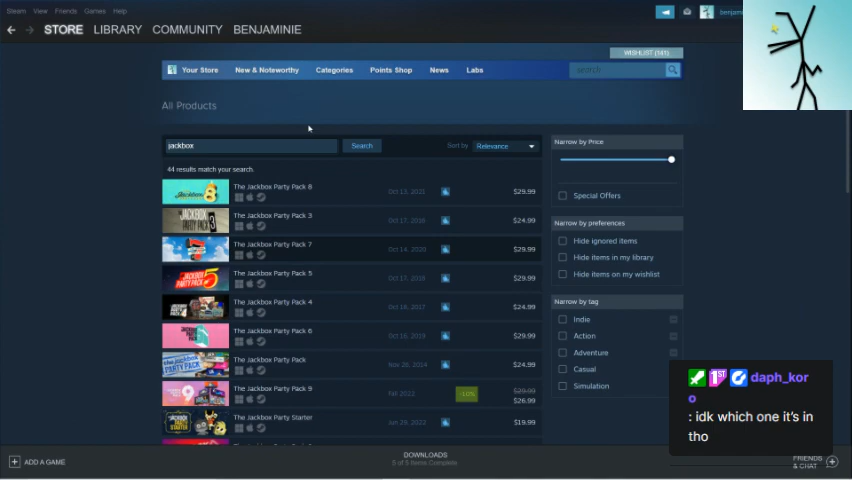 Steam View Friends Games Help
STORE LIBRARY COMMUNITY BENJAMINIE
WISHLIST (141)
Your Store New & Noteworthy Categories Points Shop News Labs search
All Products
jackbox Search Sort by Relevance
44 results match your search.
The Jackbox Party Pack 8 Oct 13, 2021 $29.99
The Jackbox Party Pack 3 Oct 17, 2016 $24.99
The Jackbox Party Pack 7 Oct 14, 2020 $29.99
The Jackbox Party Pack 5 Oct 17, 2018 $29.99
The Jackbox Party Pack 4 Oct 18, 2017 $24.99
The Jackbox Party Pack 6 Oct 15, 2019 $29.99
The Jackbox Party Pack Nov 26, 2014 $24.99
The Jackbox Party Pack 9 Fall 2022 -10% $29.99
$26.99
The Jackbox Party Starter Jun 29, 2022 $19.99
Narrow by Price
Special Offers
Narrow by preferences
Hide ignored items
Hide items in my library
Hide items on my wishlist
Narrow by tag
Indie
Action
Adventure
Casual
Simulation
1ST daph_kor
o
: idk which one it's in
tho
ADD A GAME
DOWNLOADS
5 of 5 Items Complete
FRIENDS
& CHAT